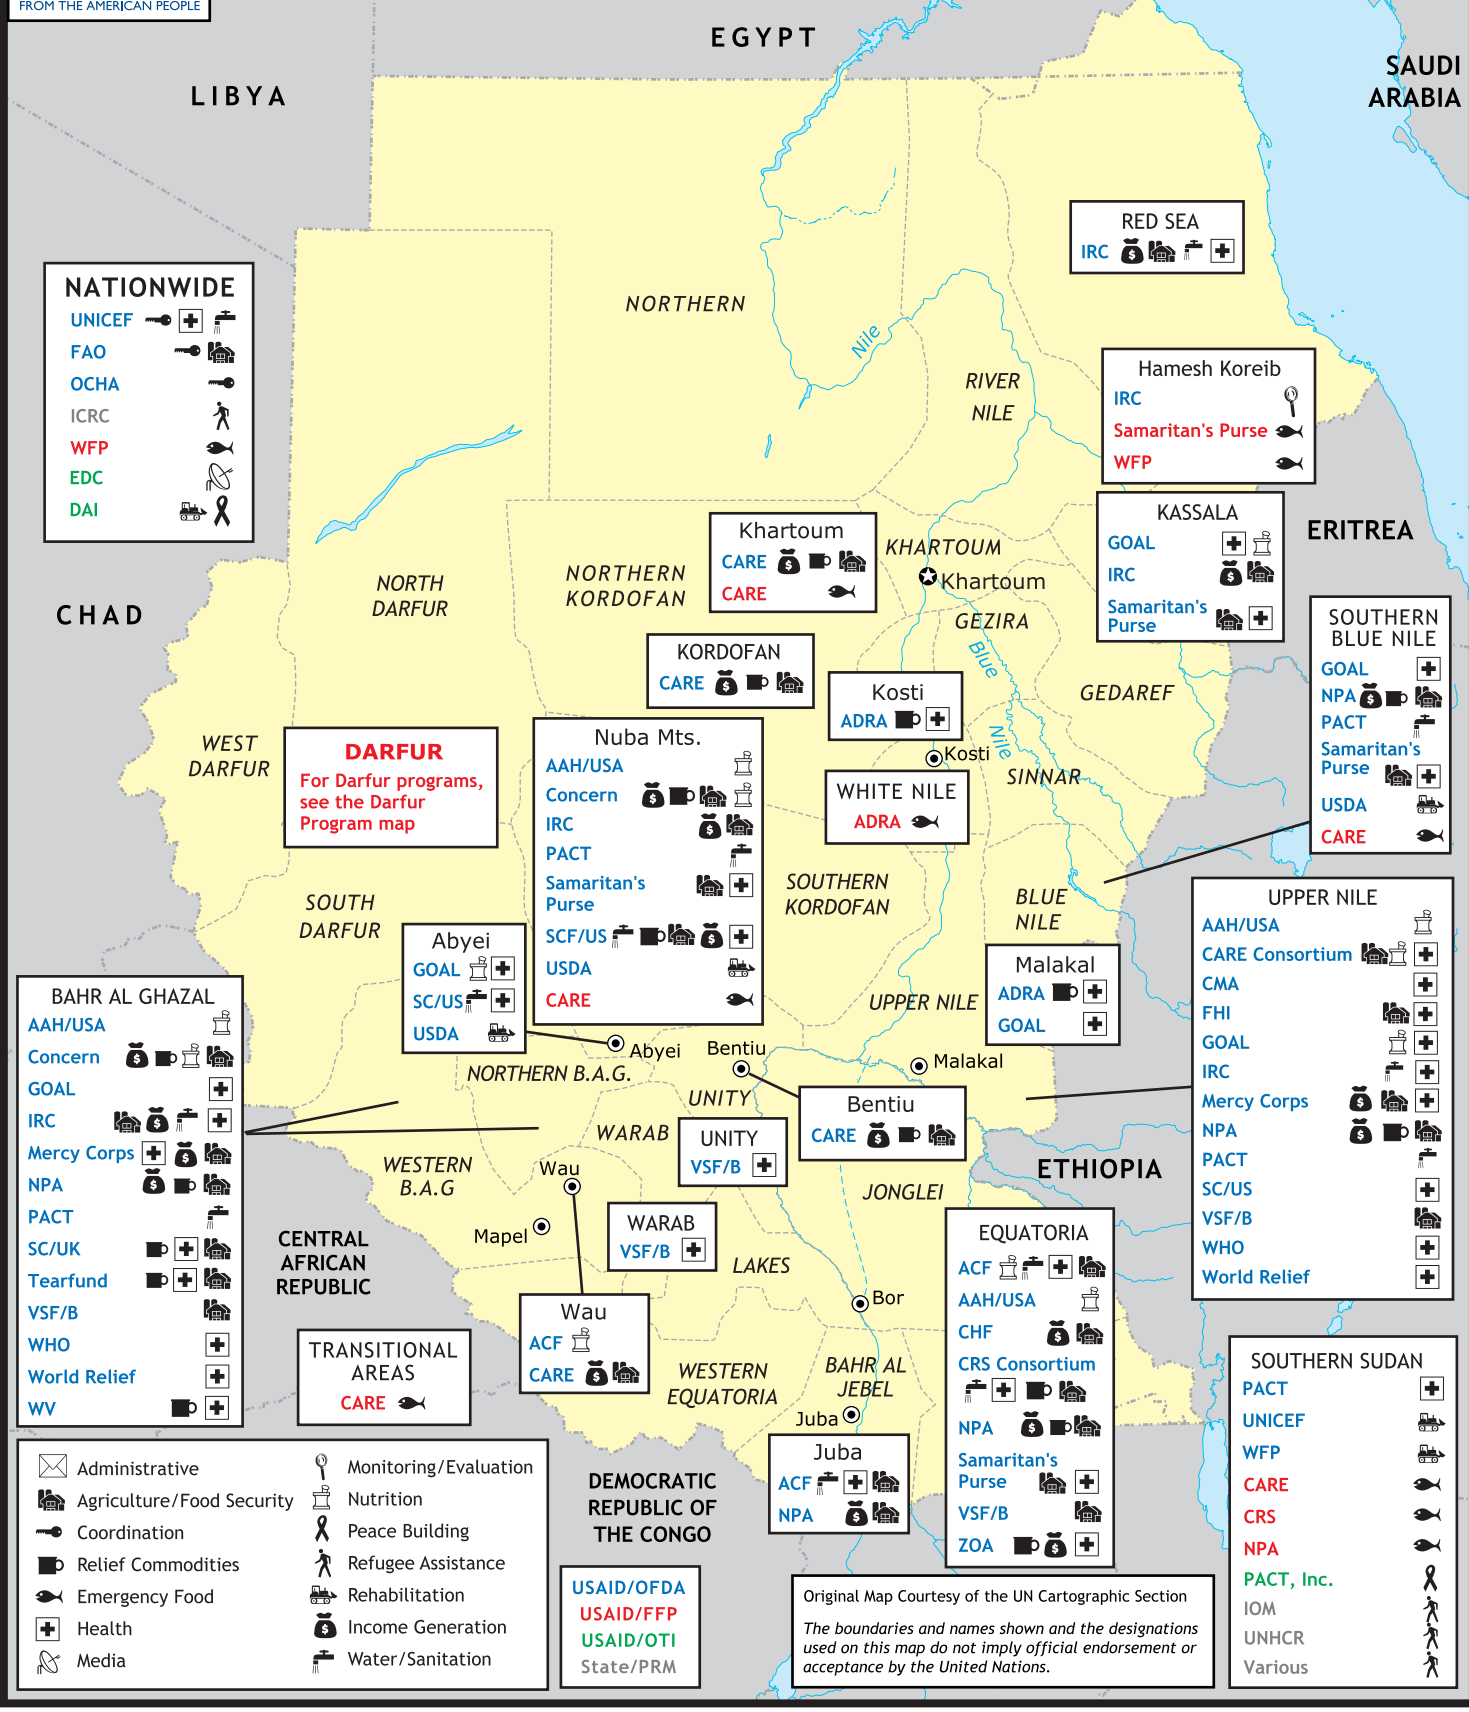 FROM THE AMERICAN PEOPLE
EGYPT
LIBYA
SAUDI
ARABIA
RED SEA
IRC
NATIONWIDE
UNICEF
FAO
OCHA
ICRC
WFP
EDC
DAI
NORTHERN
Nile
RIVER
NILE
Hamesh Koreib
IRC
Samaritan's Purse
WFP
KASSALA
GOAL
IRC
Samaritan's
Purse
ERITREA
Khartoum
CARE
CARE
KHARTOUM
Khartoum
NORTHERN
KORDOFAN
NORTH
DARFUR
CHAD
GEZIRA
Blue
Nile
GEDAREF
SOUTHERN
BLUE NILE
GOAL
NPA
PACT
Samaritan's
Purse
USDA
CARE
KORDOFAN
CARE
Kosti
ADRA
Kosti
WEST
DARFUR
DARFUR
For Darfur programs,
see the Darfur
Program map
Nuba Mts.
AAH/USA
Concern
IRC
PACT
Samaritan's
Purse
SCF/US
USDA
CARE
WHITE NILE
ADRA
SINNAR
SOUTHERN
KORDOFAN
BLUE
NILE
SOUTH
DARFUR
Abyei
GOAL
SC/US
USDA
Abyei
UPPER NILE
Malakal
ADRA
GOAL
Malakal
UPPER NILE
AAH/USA
CARE Consortium
CMA
FHI
GOAL
IRC
Mercy Corps
NPA
PACT
SC/US
VSF/B
WHO
World Relief
BAHR AL GHAZAL
AAH/USA
Concern
GOAL
IRC
Mercy Corps
NPA
PACT
SC/UK
Tearfund
VSF/B
WHO
World Relief
WV
Bentiu
NORTHERN B.A.G.
UNITY
Bentiu
CARE
WARAB
UNITY
VSF/B
ETHIOPIA
WESTERN
B.A.G
Wau
JONGLEI
Mapel
WARAB
VSF/B
CENTRAL
AFRICAN
REPUBLIC
LAKES
EQUATORIA
ACF
AAH/USA
CHF
CRS Consortium
NPA
Samaritan's
Purse
VSF/B
ZOA
Bor
Wau
ACF
CARE
TRANSITIONAL
AREAS
CARE
WESTERN
EQUATORIA
BAHR AL
JEBEL
Juba
Juba
ACF
NPA
SOUTHERN SUDAN
PACT
UNICEF
WFP
CARE
CRS
NPA
PACT, Inc.
IOM
UNHCR
Various
DEMOCRATIC
REPUBLIC OF
THE CONGO
Administrative
Agriculture/Food Security
Coordination
Relief Commodities
Emergency Food
Health
Media
Monitoring/Evaluation
Nutrition
Peace Building
Refugee Assistance
Rehabilitation
Income Generation
Water/Sanitation
USAID/OFDA
USAID/FFP
USAID/OTI
State/PRM
Original Map Courtesy of the UN Cartographic Section
The boundaries and names shown and the designations
used on this map do not imply official endorsement or
acceptance by the United Nations.